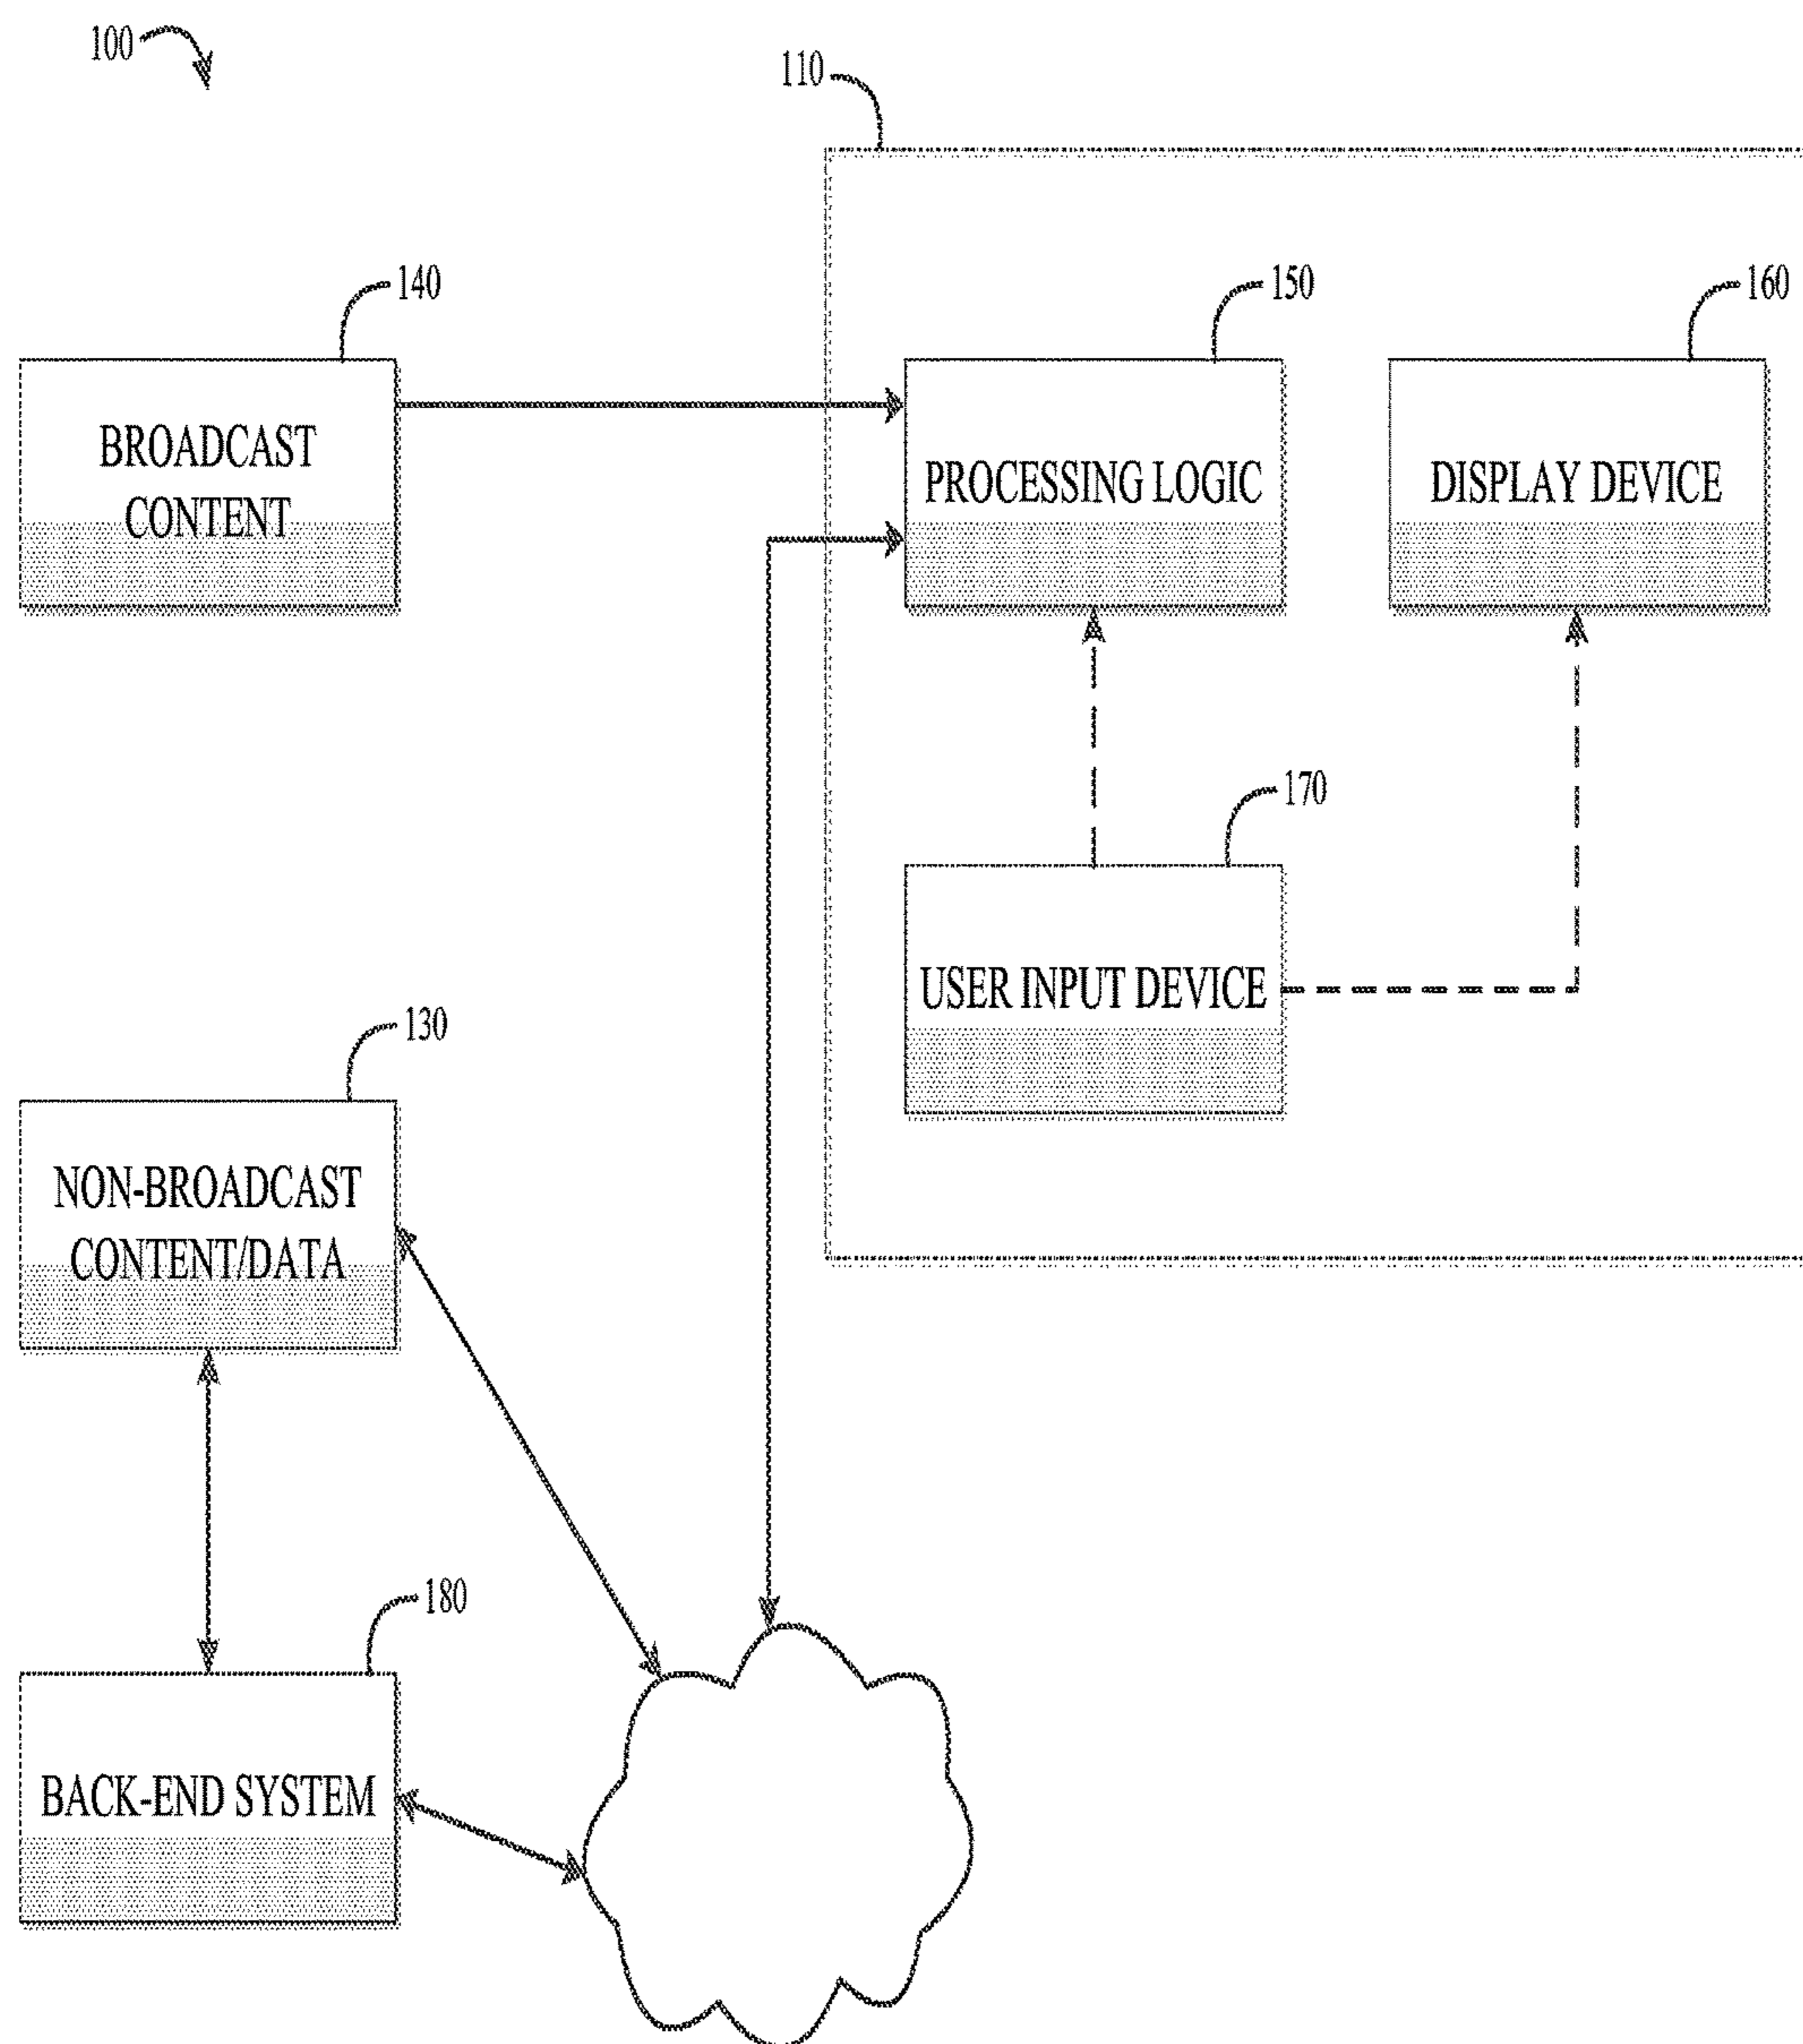 100
110
140
150
160
BROADCAST
CONTENT
PROCESSING LOGIC
DISPLAY DEVICE
170
USER INPUT DEVICE
130
NON-BROADCAST
CONTENT/DATA
180
BACK-END SYSTEM